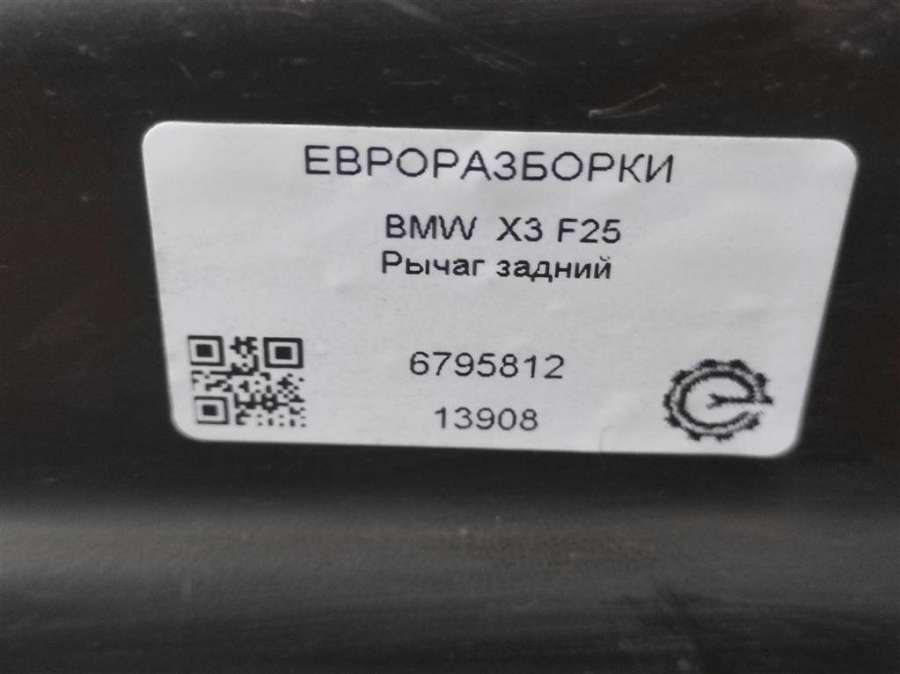 ЕВРОРАЗБОРКИ
BMW X3 F25
Рычаг задний
6795812
13908